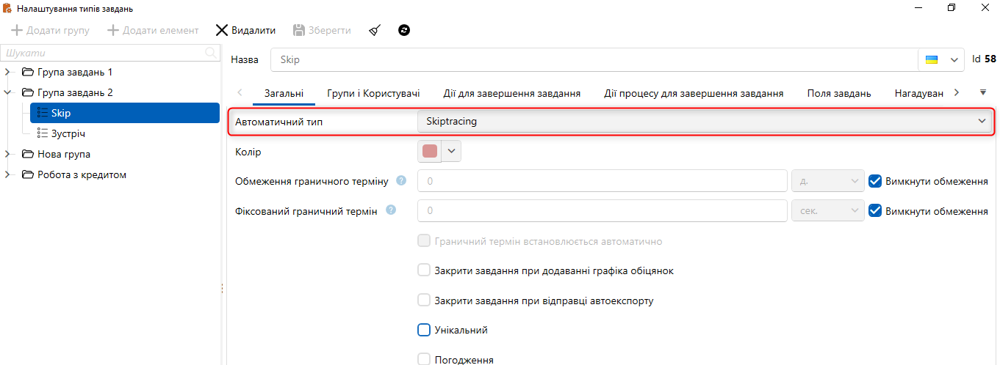 Налаштування типів завдань
Додати групу Додати елемент Видалити Зберегти
Шукати
Група завдань 1
Група завдань 2
Skip
Зустріч
Нова група
Робота з кредитом
Назва Skip Id 58
Загальні Групи і Користувачі Дії для завершення завдання Дії процесу для завершення завдання Поля завдань Нагадуван
Автоматичний тип Skiptracing
Колір
Обмеження граничного терміну ? 0 д. Вимкнути обмеження
Фіксований граничний термін ? 0 сек. Вимкнути обмеження
Граничний термін встановлюється автоматично
Закрити завдання при додаванні графіка обіцянок
Закрити завдання при відправці автоекспорту
Унікальний
Погодження